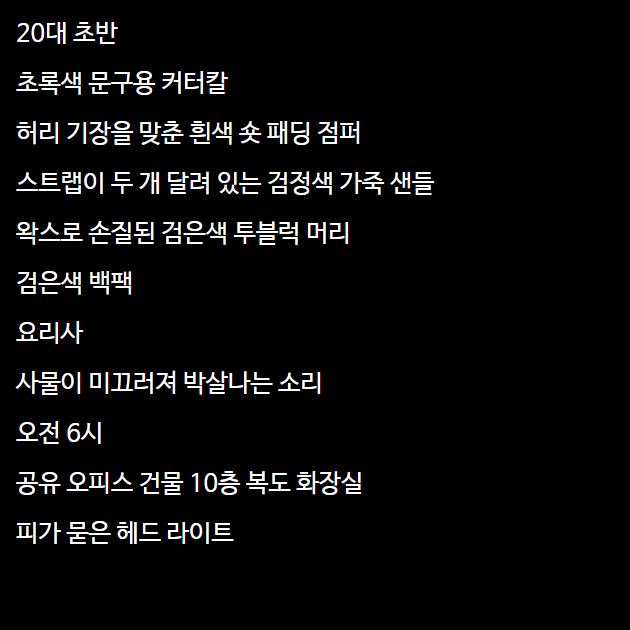 20대 초반
초록색 문구용 커터칼
허리 기장을 맞춘 흰색 숏 패딩 점퍼
스트랩이 두 개 달려 있는 검정색 가죽 샌들
왁스로 손질된 검은색 투블럭 머리
검은색 백팩
요리사
사물이 미끄러져 박살나는 소리
오전 6시
공유 오피스 건물 10층 복도 화장실
피가 묻은 헤드 라이트